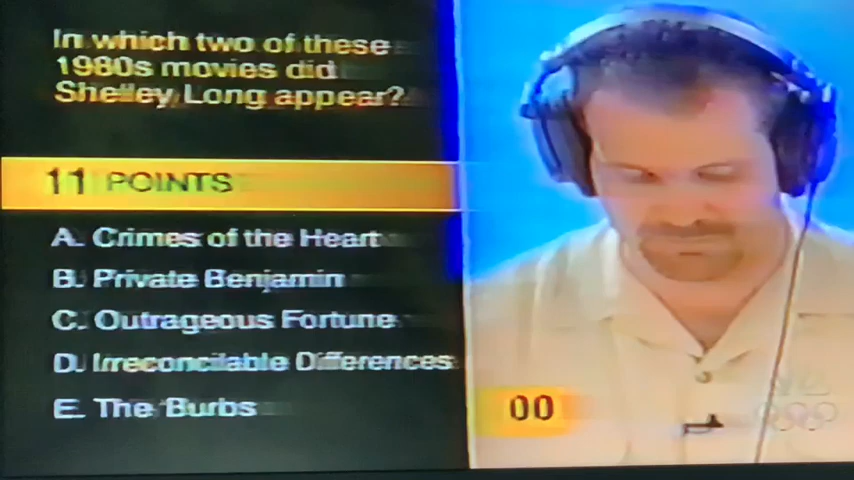 In which two of these
1980s movies did
Shelley Long appear?
11 POINTS
A. Crimes of the Heart
B. Private Benjamin
C. Outrageous Fortune
D. Irreconcilable Differences
E. The 'Burbs
00